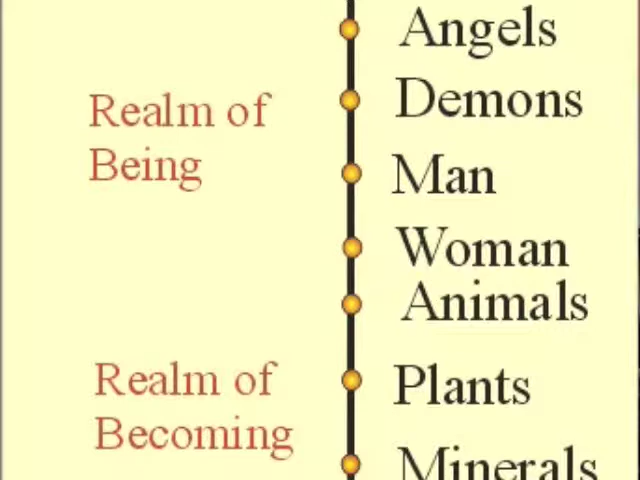 Angels
Demons
Realm of
Being
Man
Woman
Animals
Realm of
Becoming
Plants
Minerals